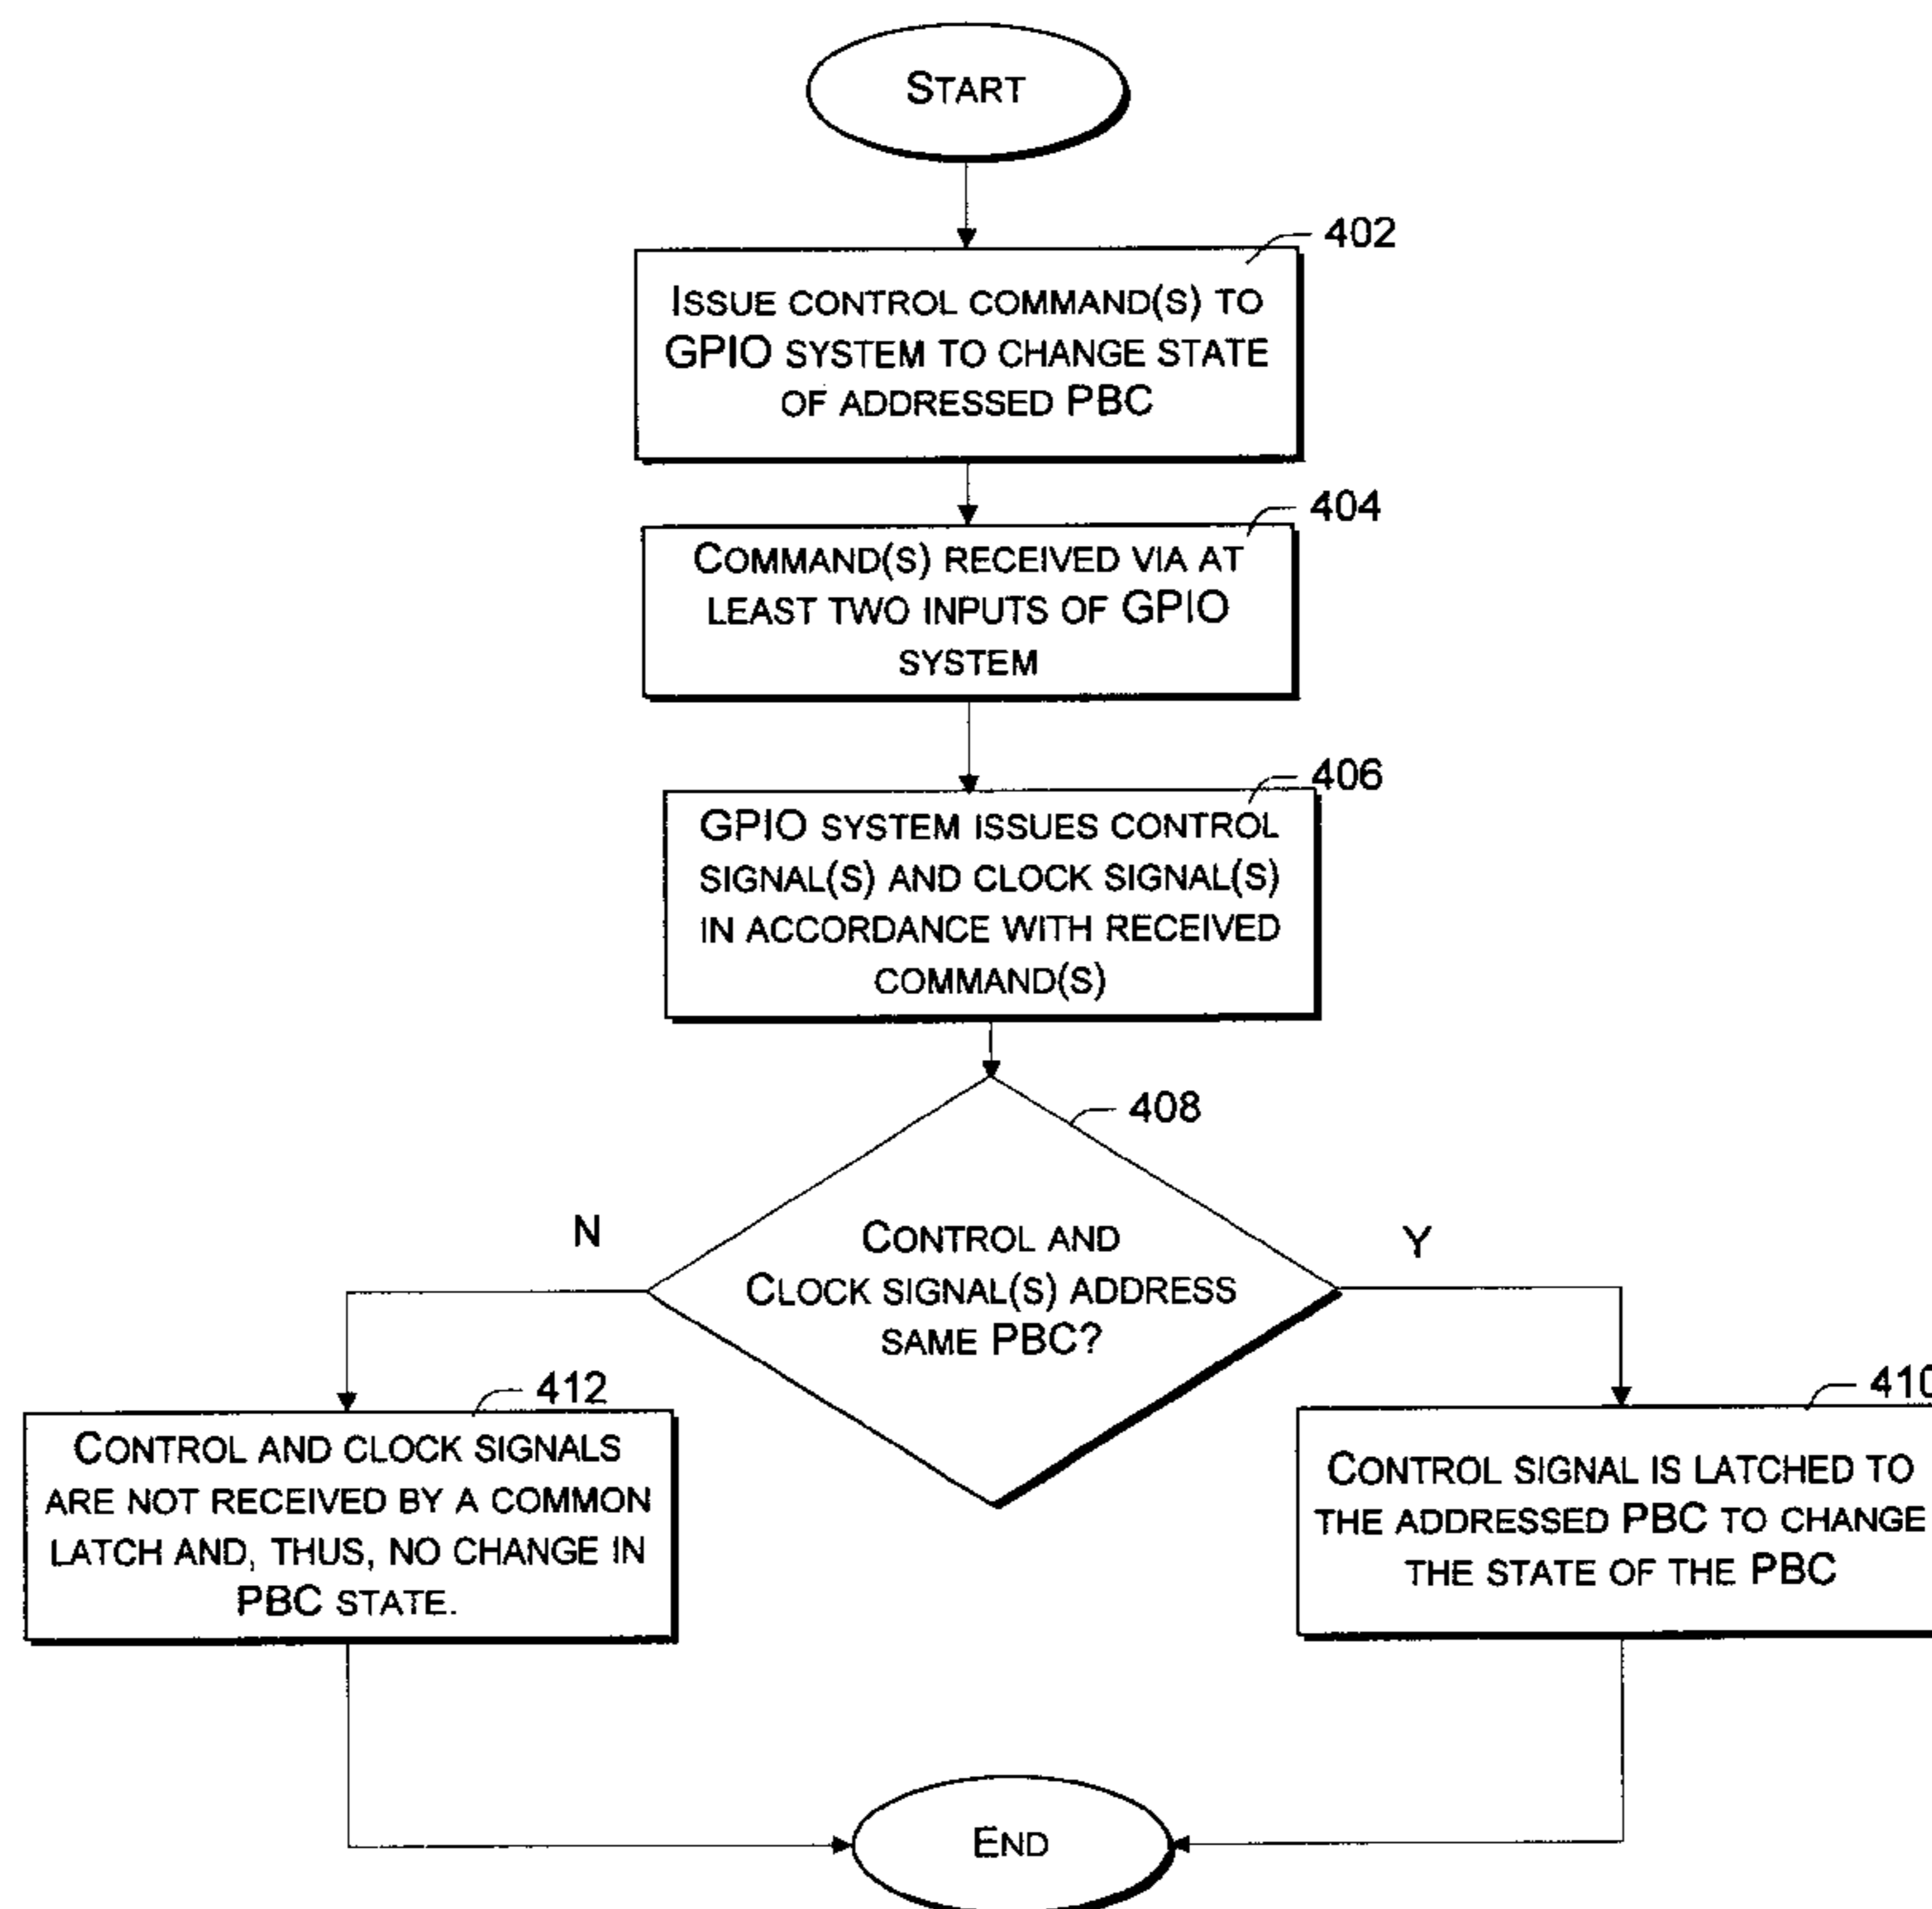 START
402
ISSUE CONTROL COMMAND(S) TO
GPIO SYSTEM TO CHANGE STATE
OF ADDRESSED PBC
404
COMMAND(S) RECEIVED VIA AT
LEAST TWO INPUTS OF GPIO
SYSTEM
406
GPIO SYSTEM ISSUES CONTROL
SIGNAL(S) AND CLOCK SIGNAL(S)
IN ACCORDANCE WITH RECEIVED
COMMAND(S)
408
N
CONTROL AND
CLOCK SIGNAL(S) ADDRESS
SAME PBC?
Y
412
CONTROL AND CLOCK SIGNALS
ARE NOT RECEIVED BY A COMMON
LATCH AND, THUS, NO CHANGE IN
PBC STATE.
410
CONTROL SIGNAL IS LATCHED TO
THE ADDRESSED PBC TO CHANGE
THE STATE OF THE PBC
END